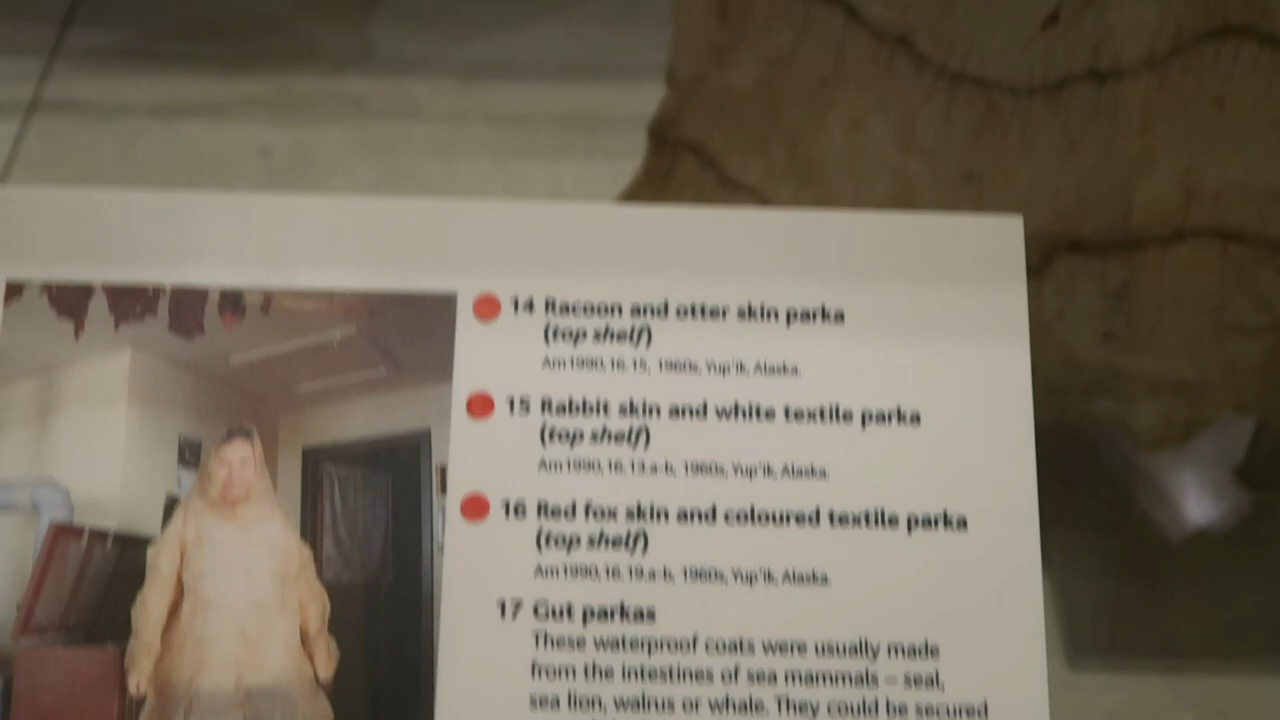 14 Racoon and otter skin parka
(top shelf)
Am1990,16.15, 1960s, Yup'ik, Alaska.
15 Rabbit skin and white textile parka
(top shelf)
Am1990,16.13.a-b, 1960s, Yup'ik, Alaska.
16 Red fox skin and coloured textile parka
(top shelf)
Am1990,16.19.a-b, 1960s, Yup'ik, Alaska.
17 Gut parkas
These waterproof coats were usually made
from the intestines of sea mammals – seal,
sea lion, walrus or whale. They could be secured